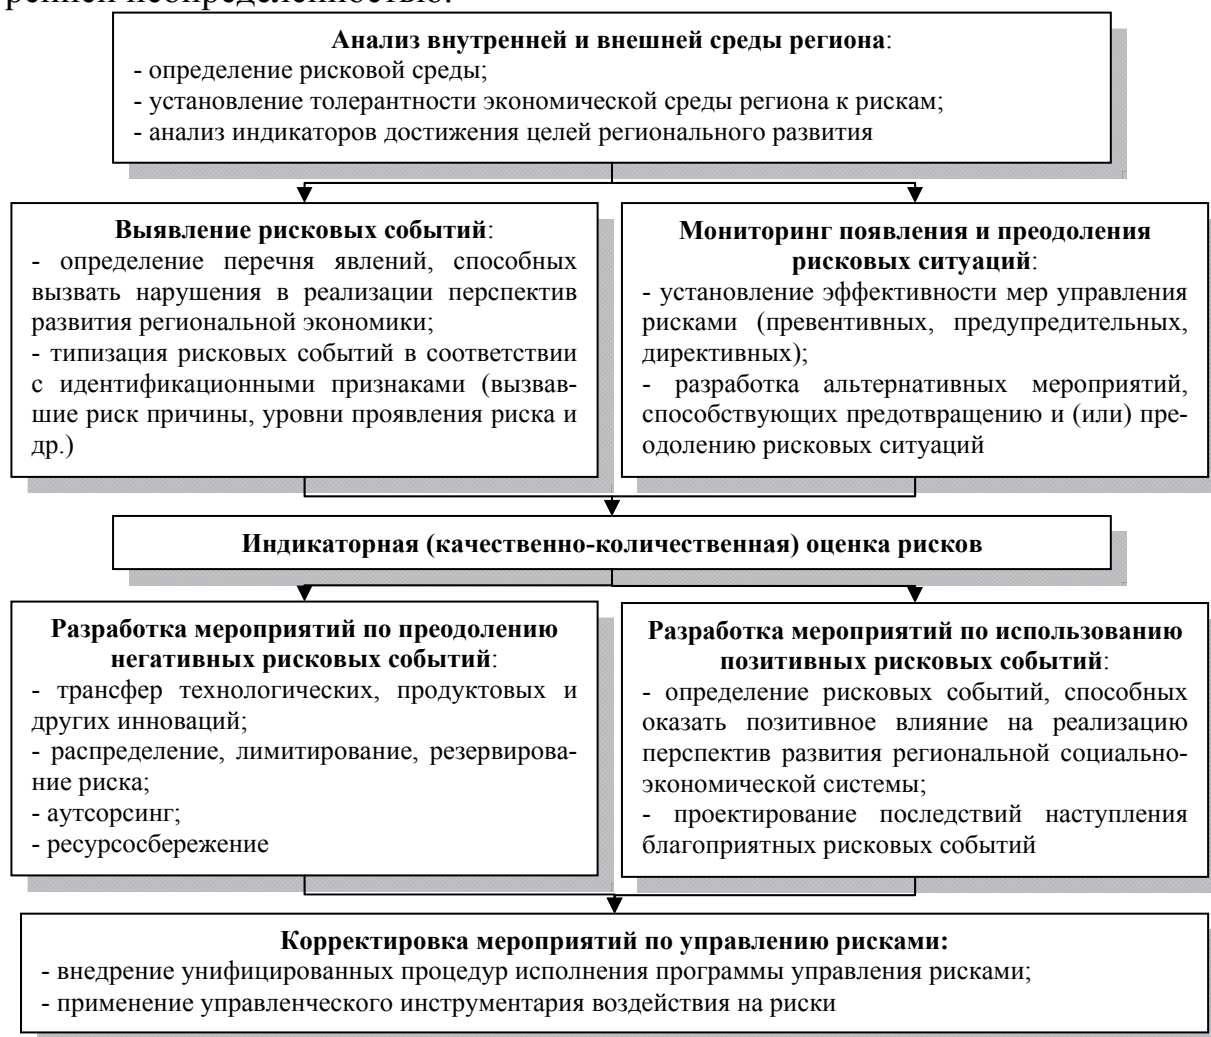 ренней неопределенностью.
Анализ внутренней и внешней среды региона:
- определение рисковой среды;
- установление толерантности экономической среды региона к рискам;
- анализ индикаторов достижения целей регионального развития
Выявление рисковых событий:
- определение перечня явлений, способных
вызвать нарушения в реализации перспектив
развития региональной экономики;
- типизация рисковых событий в соответствии
с идентификационными признаками (вызвав-
шие риск причины, уровни проявления риска и
др.)
Мониторинг появления и преодоления
рисковых ситуаций:
- установление эффективности мер управления
рисками (превентивных, предупредительных,
директивных);
- разработка альтернативных мероприятий,
способствующих предотвращению и (или) пре-
одолению рисковых ситуаций
Индикаторная (качественно-количественная) оценка рисков
Разработка мероприятий по преодолению
негативных рисковых событий:
- трансфер технологических, продуктовых и
других инноваций;
- распределение, лимитирование, резервирова-
ние риска;
- аутсорсинг;
- ресурсосбережение
Разработка мероприятий по использованию
позитивных рисковых событий:
- определение рисковых событий, способных
оказать позитивное влияние на реализацию
перспектив развития региональной социально-
экономической системы;
- проектирование последствий наступления
благоприятных рисковых событий
Корректировка мероприятий по управлению рисками:
- внедрение унифицированных процедур исполнения программы управления рисками;
- применение управленческого инструментария воздействия на риски